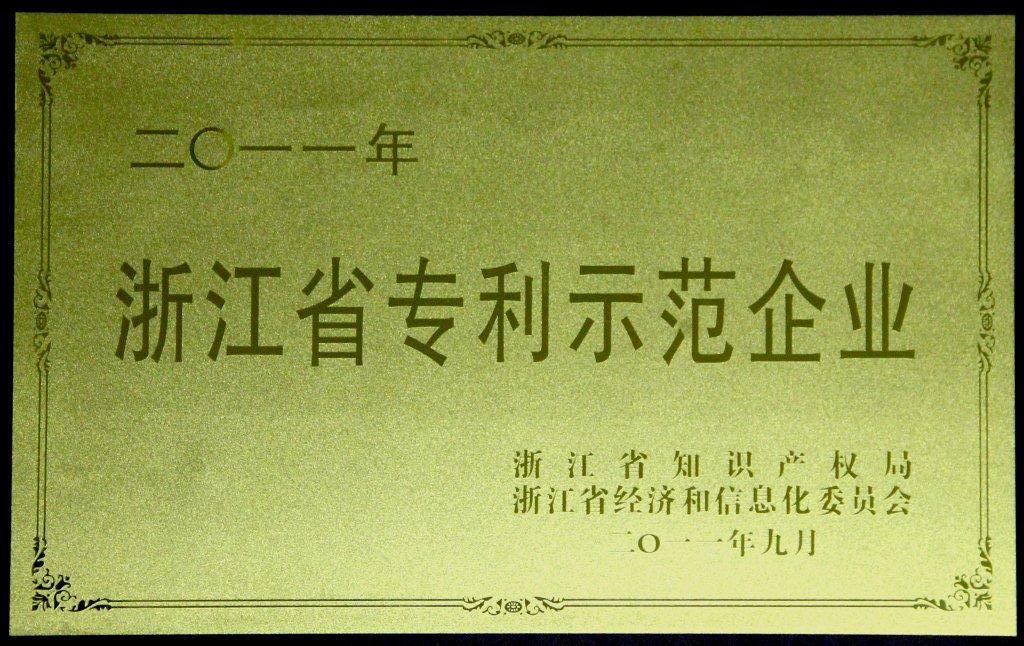 二〇一一年
浙江省专利示范企业
浙江省知识产权局
浙江省经济和信息化委员会
二〇一一年九月